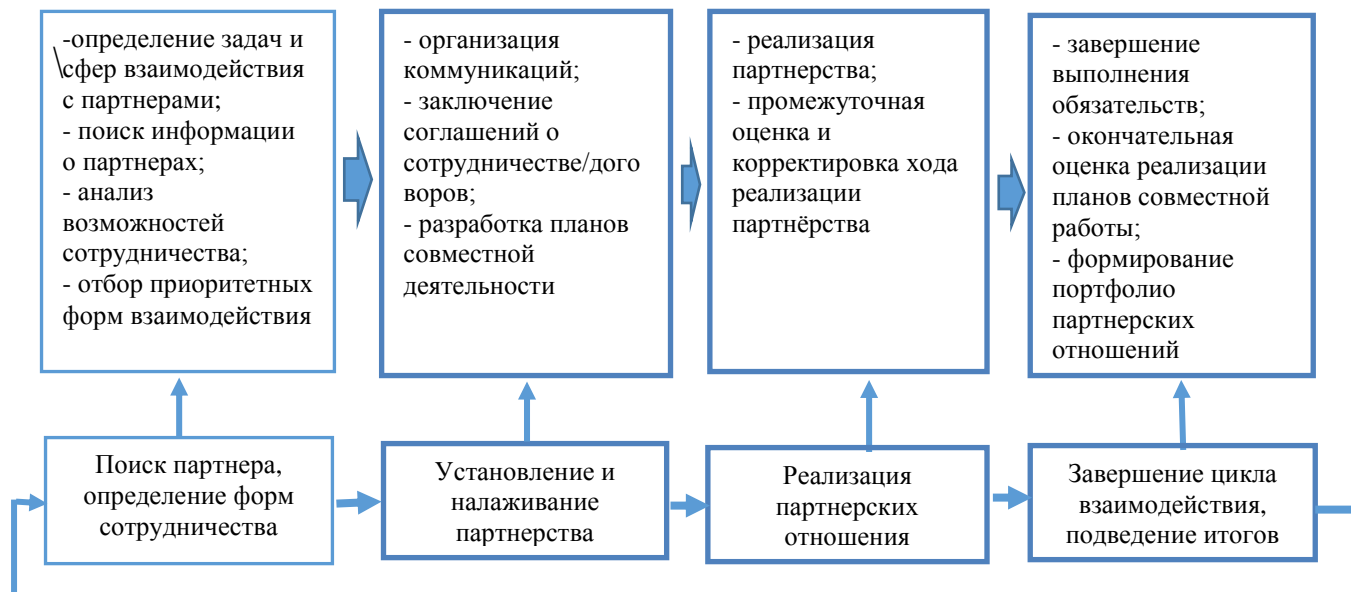 -определение задач и
сфер взаимодействия
с партнерами;
- поиск информации
о партнерах;
- анализ
возможностей
сотрудничества;
- отбор приоритетных
форм взаимодействия
- организация
коммуникаций;
- заключение
соглашений о
сотрудничестве/дого
воров;
- разработка планов
совместной
деятельности
- реализация
партнерства;
- промежуточная
оценка и
корректировка хода
реализации
партнёрства
- завершение
выполнения
обязательств;
- окончательная
оценка реализации
планов совместной
работы;
- формирование
портфолио
партнерских
отношений
Поиск партнера,
определение форм
сотрудничества
Установление и
налаживание
партнерства
Реализация
партнерских
отношения
Завершение цикла
взаимодействия,
подведение итогов